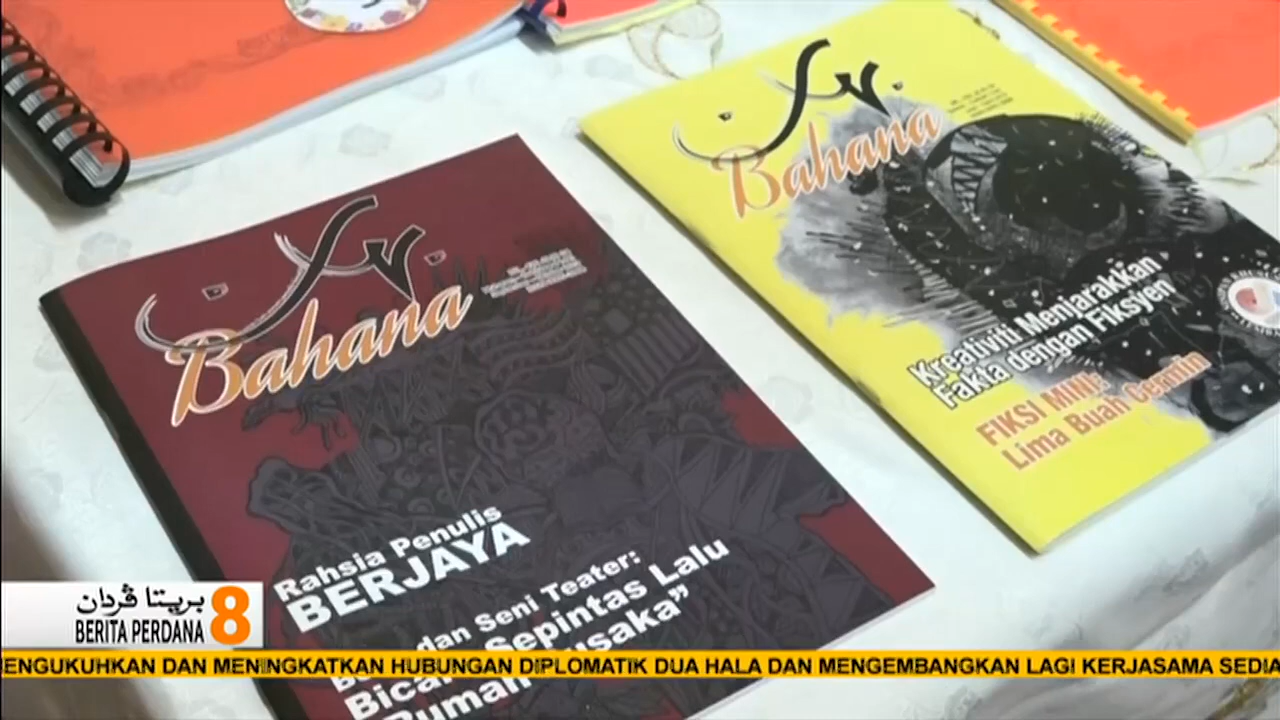 Bahana
Rahsia Penulis
BERJAYA
dan Seni Teater:
Sepintas Lalu
Bahana
Kreativiti Menjarakkan
Fakta dengan Fiksyen
FIKSI MINI:
Lima Buah Cermin
بريتا ڤردان
BERITA PERDANA
8
ENGUKUHKAN DAN MENINGKATKAN HUBUNGAN DIPLOMATIK DUA HALA DAN MENGEMBANGKAN LAGI KERJASAMA SEDIA